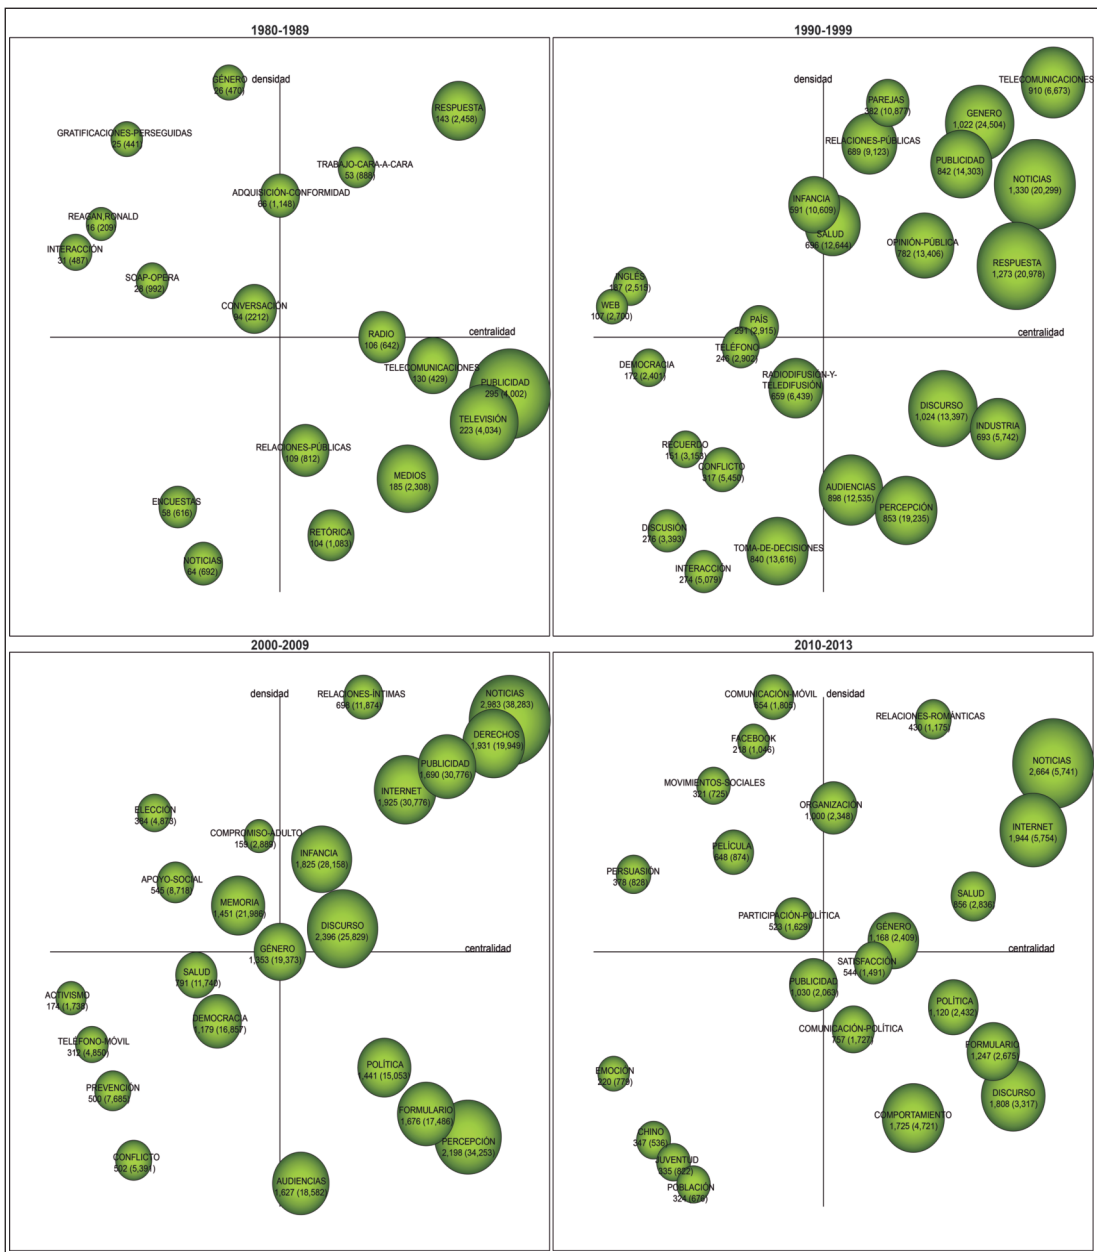 1980-1989
densidad
GÉNERO
26 (470)
RESPUESTA
143 (2,458)
GRATIFICACIONES-PERSEGUIDAS
25 (441)
TRABAJO-CARA-A-CARA
53 (888)
ADQUISICIÓN-CONFORMIDAD
66 (1,148)
REAGAN,RONALD
16 (209)
INTERACCIÓN
31 (487)
SOAP-OPERA
28 (992)
CONVERSACIÓN
94 (2212)
centralidad
RADIO
106 (642)
TELECOMUNICACIONES
130 (429)
PUBLICIDAD
295 (4,002)
TELEVISIÓN
223 (4,034)
RELACIONES-PÚBLICAS
109 (812)
MEDIOS
185 (2,308)
ENCUESTAS
58 (616)
RETÓRICA
104 (1,083)
NOTICIAS
64 (692)
1990-1999
densidad
TELECOMUNICACIONES
910 (6,673)
PAREJAS
382 (10,877)
GENERO
1,022 (24,504)
RELACIONES-PÚBLICAS
689 (9,123)
PUBLICIDAD
842 (14,303)
NOTICIAS
1,330 (20,299)
INFANCIA
591 (10,609)
SALUD
696 (12,644)
OPINIÓN-PÚBLICA
782 (13,406)
RESPUESTA
1,273 (20,978)
INGLÉS
187 (2,515)
WEB
107 (2,700)
PAÍS
291 (2,915)
centralidad
TELÉFONO
246 (2,902)
DEMOCRACIA
172 (2,401)
RADIODIFUSION-Y-
TELEDIFUSIÓN
659 (6,439)
DISCURSO
1,024 (13,397)
INDUSTRIA
693 (5,742)
RECUERDO
151 (3,153)
CONFLICTO
317 (5,450)
AUDIENCIAS
898 (12,535)
PERCEPCIÓN
853 (19,235)
DISCUSIÓN
276 (3,393)
TOMA-DE-DECISIONES
840 (13,616)
INTERACCIÓN
274 (5,079)
2000-2009
densidad
RELACIONES-ÍNTIMAS
698 (11,874)
NOTICIAS
2,983 (38,283)
DERECHOS
1,931 (19,949)
PUBLICIDAD
1,690 (30,776)
INTERNET
1,925 (30,776)
ELECCIÓN
384 (4,873)
COMPROMISO-ADULTO
159 (2,889)
INFANCIA
1,825 (28,158)
APOYO-SOCIAL
545 (8,718)
MEMORIA
1,451 (21,986)
DISCURSO
2,396 (25,829)
GÉNERO
1,353 (19,373)
centralidad
SALUD
791 (11,740)
ACTIVISMO
174 (1,738)
DEMOCRACIA
1,179 (16,857)
TELÉFONO-MÓVIL
312 (4,850)
POLÍTICA
1,441 (15,053)
PREVENCIÓN
500 (7,685)
FORMULARIO
1,676 (17,486)
PERCEPCIÓN
2,198 (34,253)
CONFLICTO
502 (5,391)
AUDIENCIAS
1,627 (18,582)
2010-2013
COMUNICACIÓN-MÓVIL
654 (1,805)
densidad
RELACIONES-ROMÁNTICAS
430 (1,175)
FACEBOOK
218 (1,046)
NOTICIAS
2,664 (5,741)
MOVIMIENTOS-SOCIALES
321 (725)
ORGANIZACIÓN
1,000 (2,348)
INTERNET
1,944 (5,754)
PELÍCULA
648 (874)
PERSUASIÓN
378 (828)
SALUD
856 (2,836)
PARTICIPACIÓN-POLÍTICA
523 (1,629)
GÉNERO
1,168 (2,409)
centralidad
SATISFACCIÓN
544 (1,491)
PUBLICIDAD
1,030 (2,063)
POLÍTICA
1,120 (2,432)
COMUNICACIÓN-POLÍTICA
757 (1,727)
FORMULARIO
1,247 (2,675)
EMOCIÓN
220 (779)
DISCURSO
1,808 (3,317)
COMPORTAMIENTO
1,725 (4,721)
CHINO
347 (536)
JUVENTUD
335 (822)
POBLACIÓN
324 (676)